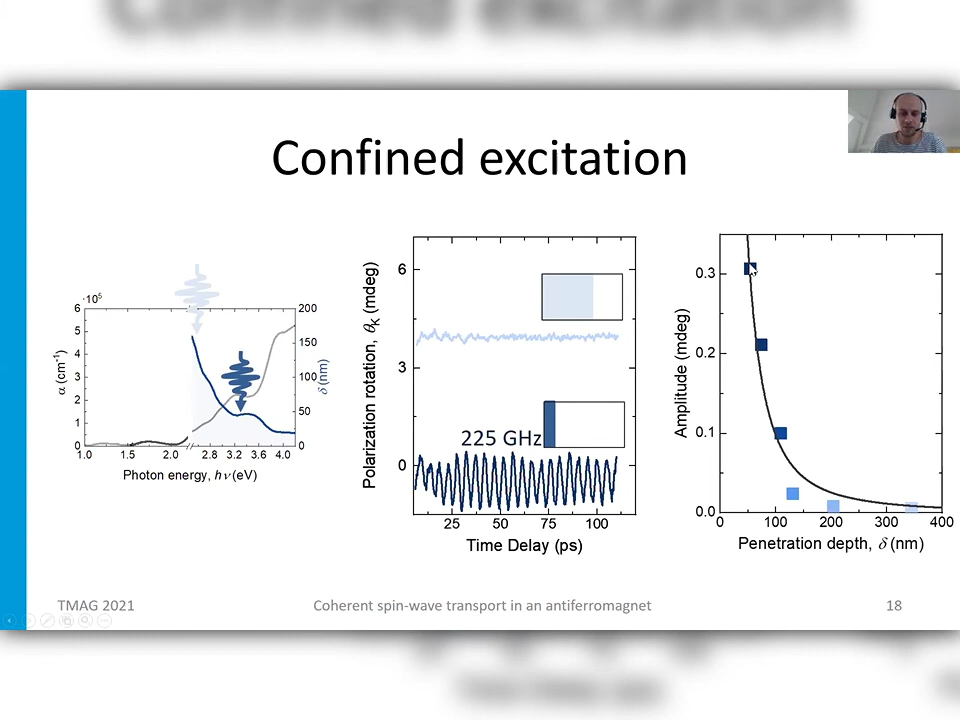 Confined excitation
·10⁵
6
5
4
3
2
1
0
α (cm⁻¹)
200
150
100
50
0
δ (nm)
1.0 1.5 2.0 2.8 3.2 3.6 4.0
Photon energy, hν (eV)
Polarization rotation, θK (mdeg)
6
3
0
225 GHz
25 50 75 100
Time Delay (ps)
Amplitude (mdeg)
0.3
0.2
0.1
0.0
0 100 200 300 400
Penetration depth, δ (nm)
TMAG 2021
Coherent spin-wave transport in an antiferromagnet
18